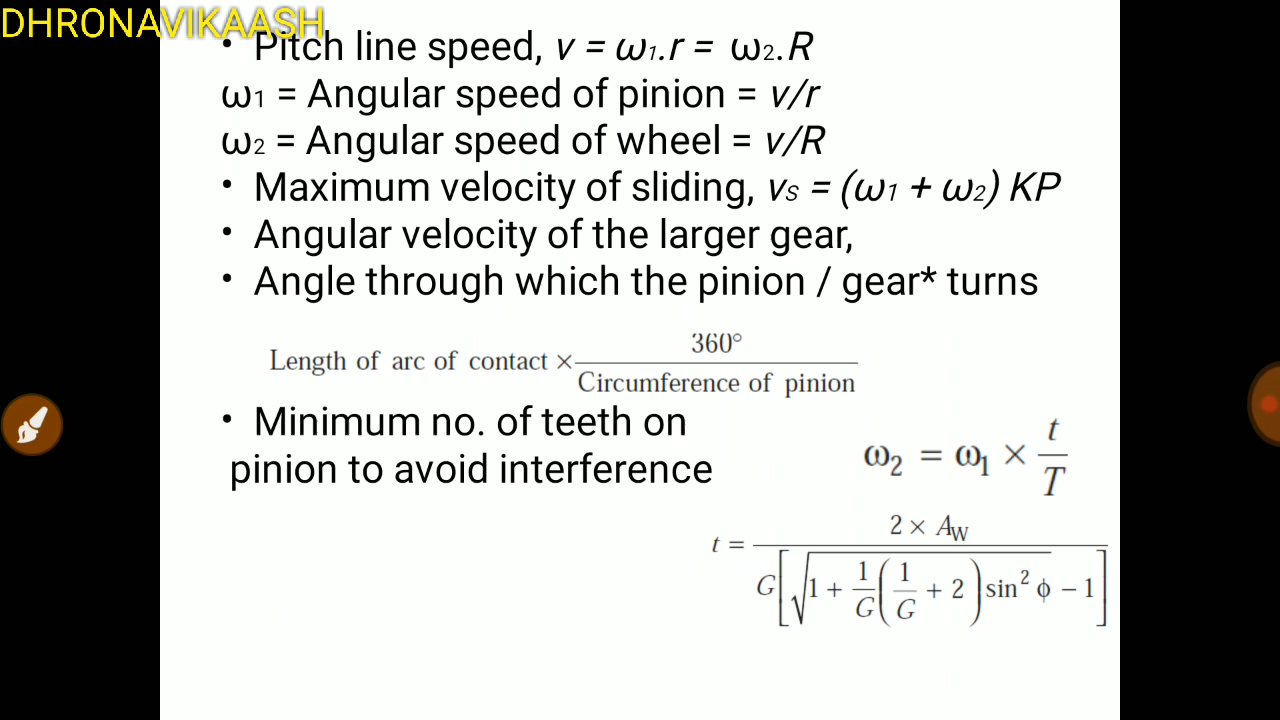 DHRONAVIKAASH
• Pitch line speed, v = ω1.r = ω2.R
ω1 = Angular speed of pinion = v/r
ω2 = Angular speed of wheel = v/R
• Maximum velocity of sliding, vS = (ω1 + ω2) KP
• Angular velocity of the larger gear,
• Angle through which the pinion / gear* turns
Length of arc of contact × 360° / Circumference of pinion
• Minimum no. of teeth on
pinion to avoid interference
ω2 = ω1 × t / T
t = 2 × AW / G[√(1 + 1/G (1/G + 2) sin² ϕ) − 1]